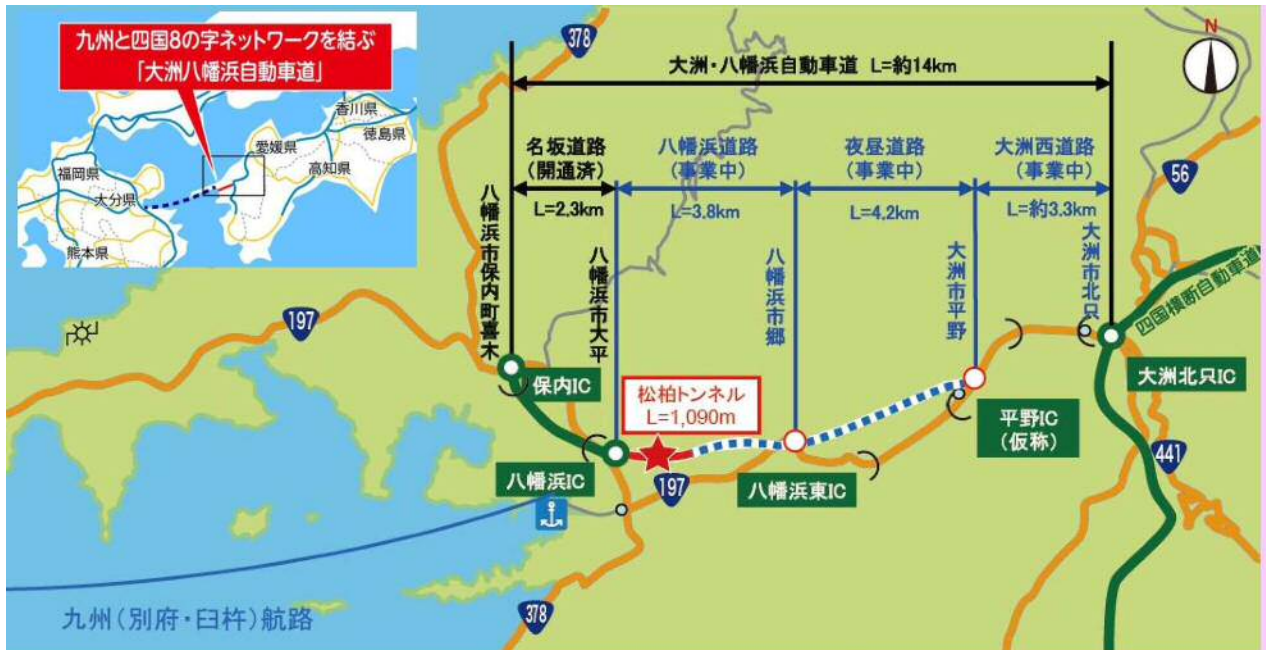 九州と四国8の字ネットワークを結ぶ
「大洲八幡浜自動車道」
香川県
徳島県
愛媛県
高知県
福岡県
大分県
熊本県
378
N
大洲・八幡浜自動車道 L=約14km
名坂道路
(開通済)
L=2.3km
八幡浜道路
(事業中)
L=3.8km
夜昼道路
(事業中)
L=4.2km
大洲西道路
(事業中)
L=約3.3km
56
八幡浜市保内町喜木
八幡浜市大平
八幡浜市郷
大洲市平野
大洲市北只
四国横断自動車道
197
保内IC
松柏トンネル
L=1,090m
大洲北只IC
平野IC
(仮称)
八幡浜IC
197
八幡浜東IC
441
378
九州(別府・臼杵)航路